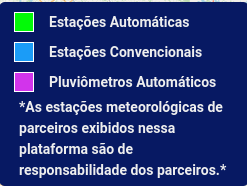 Estações Automáticas
Estações Convencionais
Pluviômetros Automáticos
*As estações meteorológicas de
parceiros exibidos nessa
plataforma são de
responsabilidade dos parceiros.*